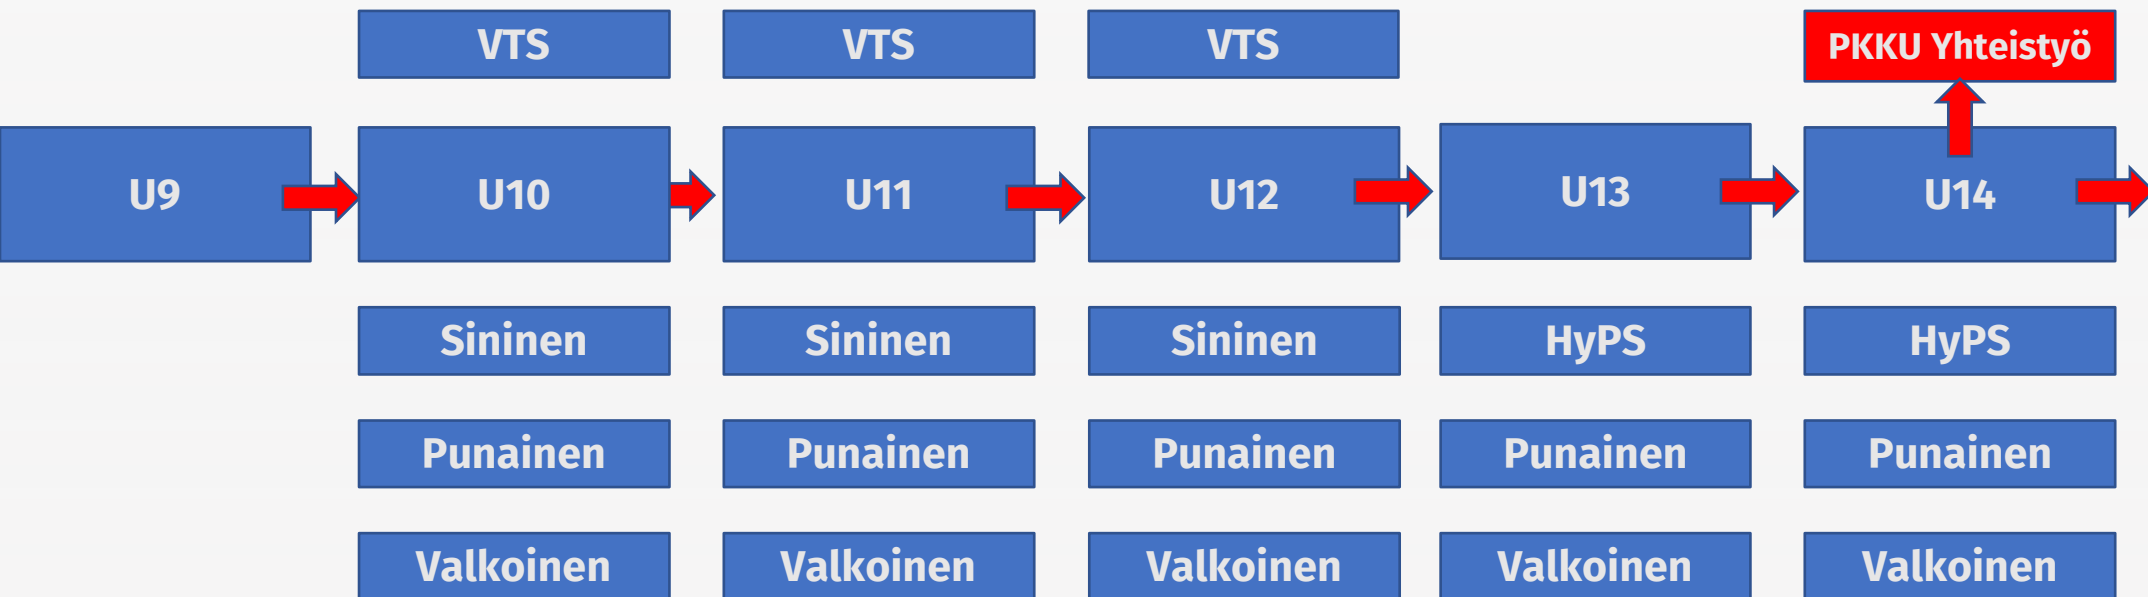 VTS
VTS
VTS
PKKU Yhteistyö
U9
U10
U11
U12
U13
U14
Sininen
Sininen
Sininen
HyPS
HyPS
Punainen
Punainen
Punainen
Punainen
Punainen
Valkoinen
Valkoinen
Valkoinen
Valkoinen
Valkoinen